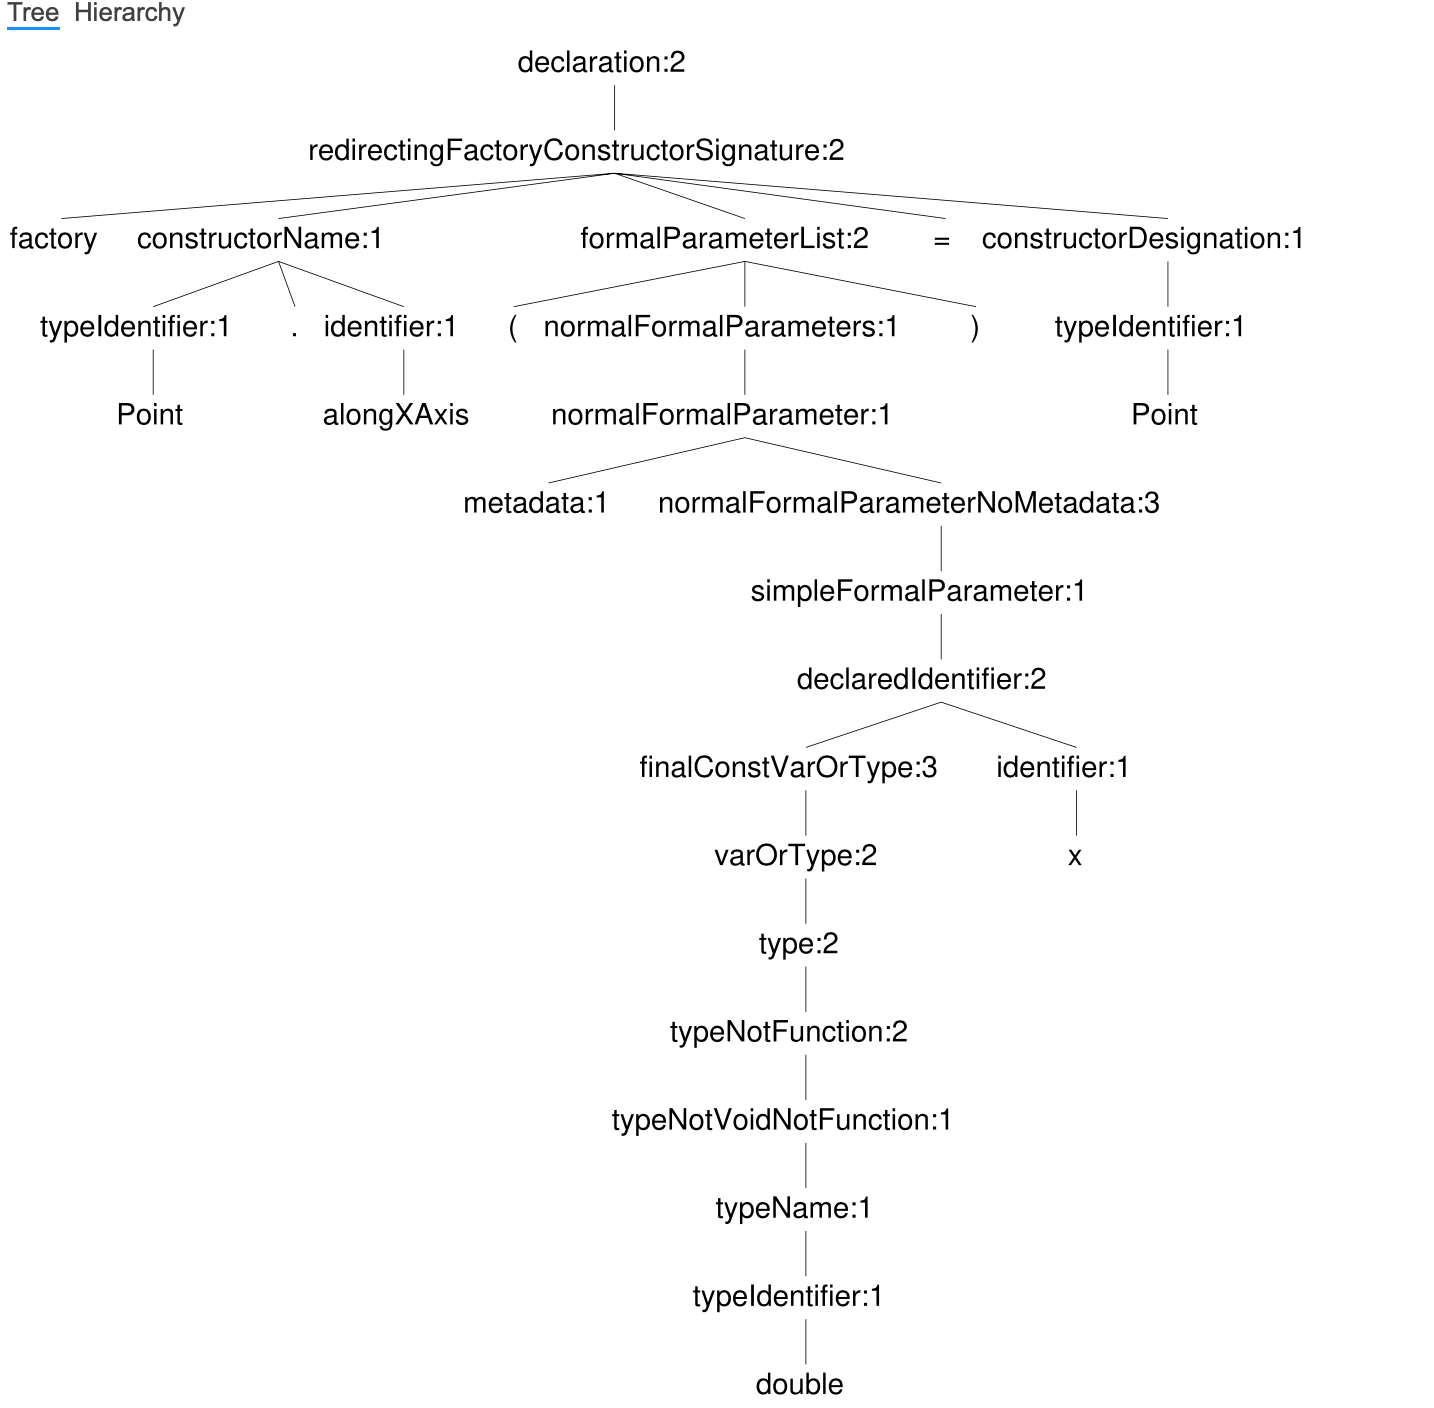 Tree Hierarchy
declaration:2
redirectingFactoryConstructorSignature:2
factory constructorName:1 formalParameterList:2 = constructorDesignation:1
typeIdentifier:1 . identifier:1 ( normalFormalParameters:1 ) typeIdentifier:1
Point alongXAxis normalFormalParameter:1 Point
metadata:1 normalFormalParameterNoMetadata:3
simpleFormalParameter:1
declaredIdentifier:2
finalConstVarOrType:3 identifier:1
varOrType:2 x
type:2
typeNotFunction:2
typeNotVoidNotFunction:1
typeName:1
typeIdentifier:1
double